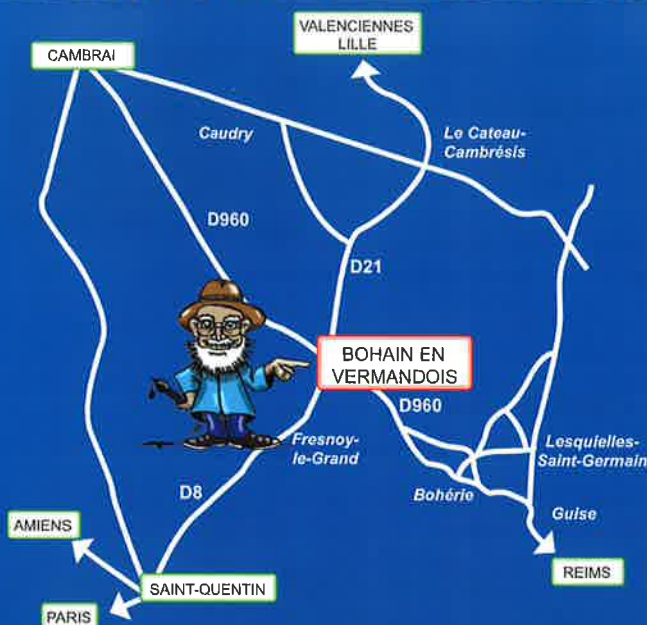 VALENCIENNES
LILLE
CAMBRAI
Caudry
Le Cateau-
Cambrésis
D960
D21
BOHAIN EN
VERMANDOIS
D960
Fresnoy-
le-Grand
Lesquielles-
Saint-Germain
D8
Bohérie
Guise
AMIENS
REIMS
SAINT-QUENTIN
PARIS